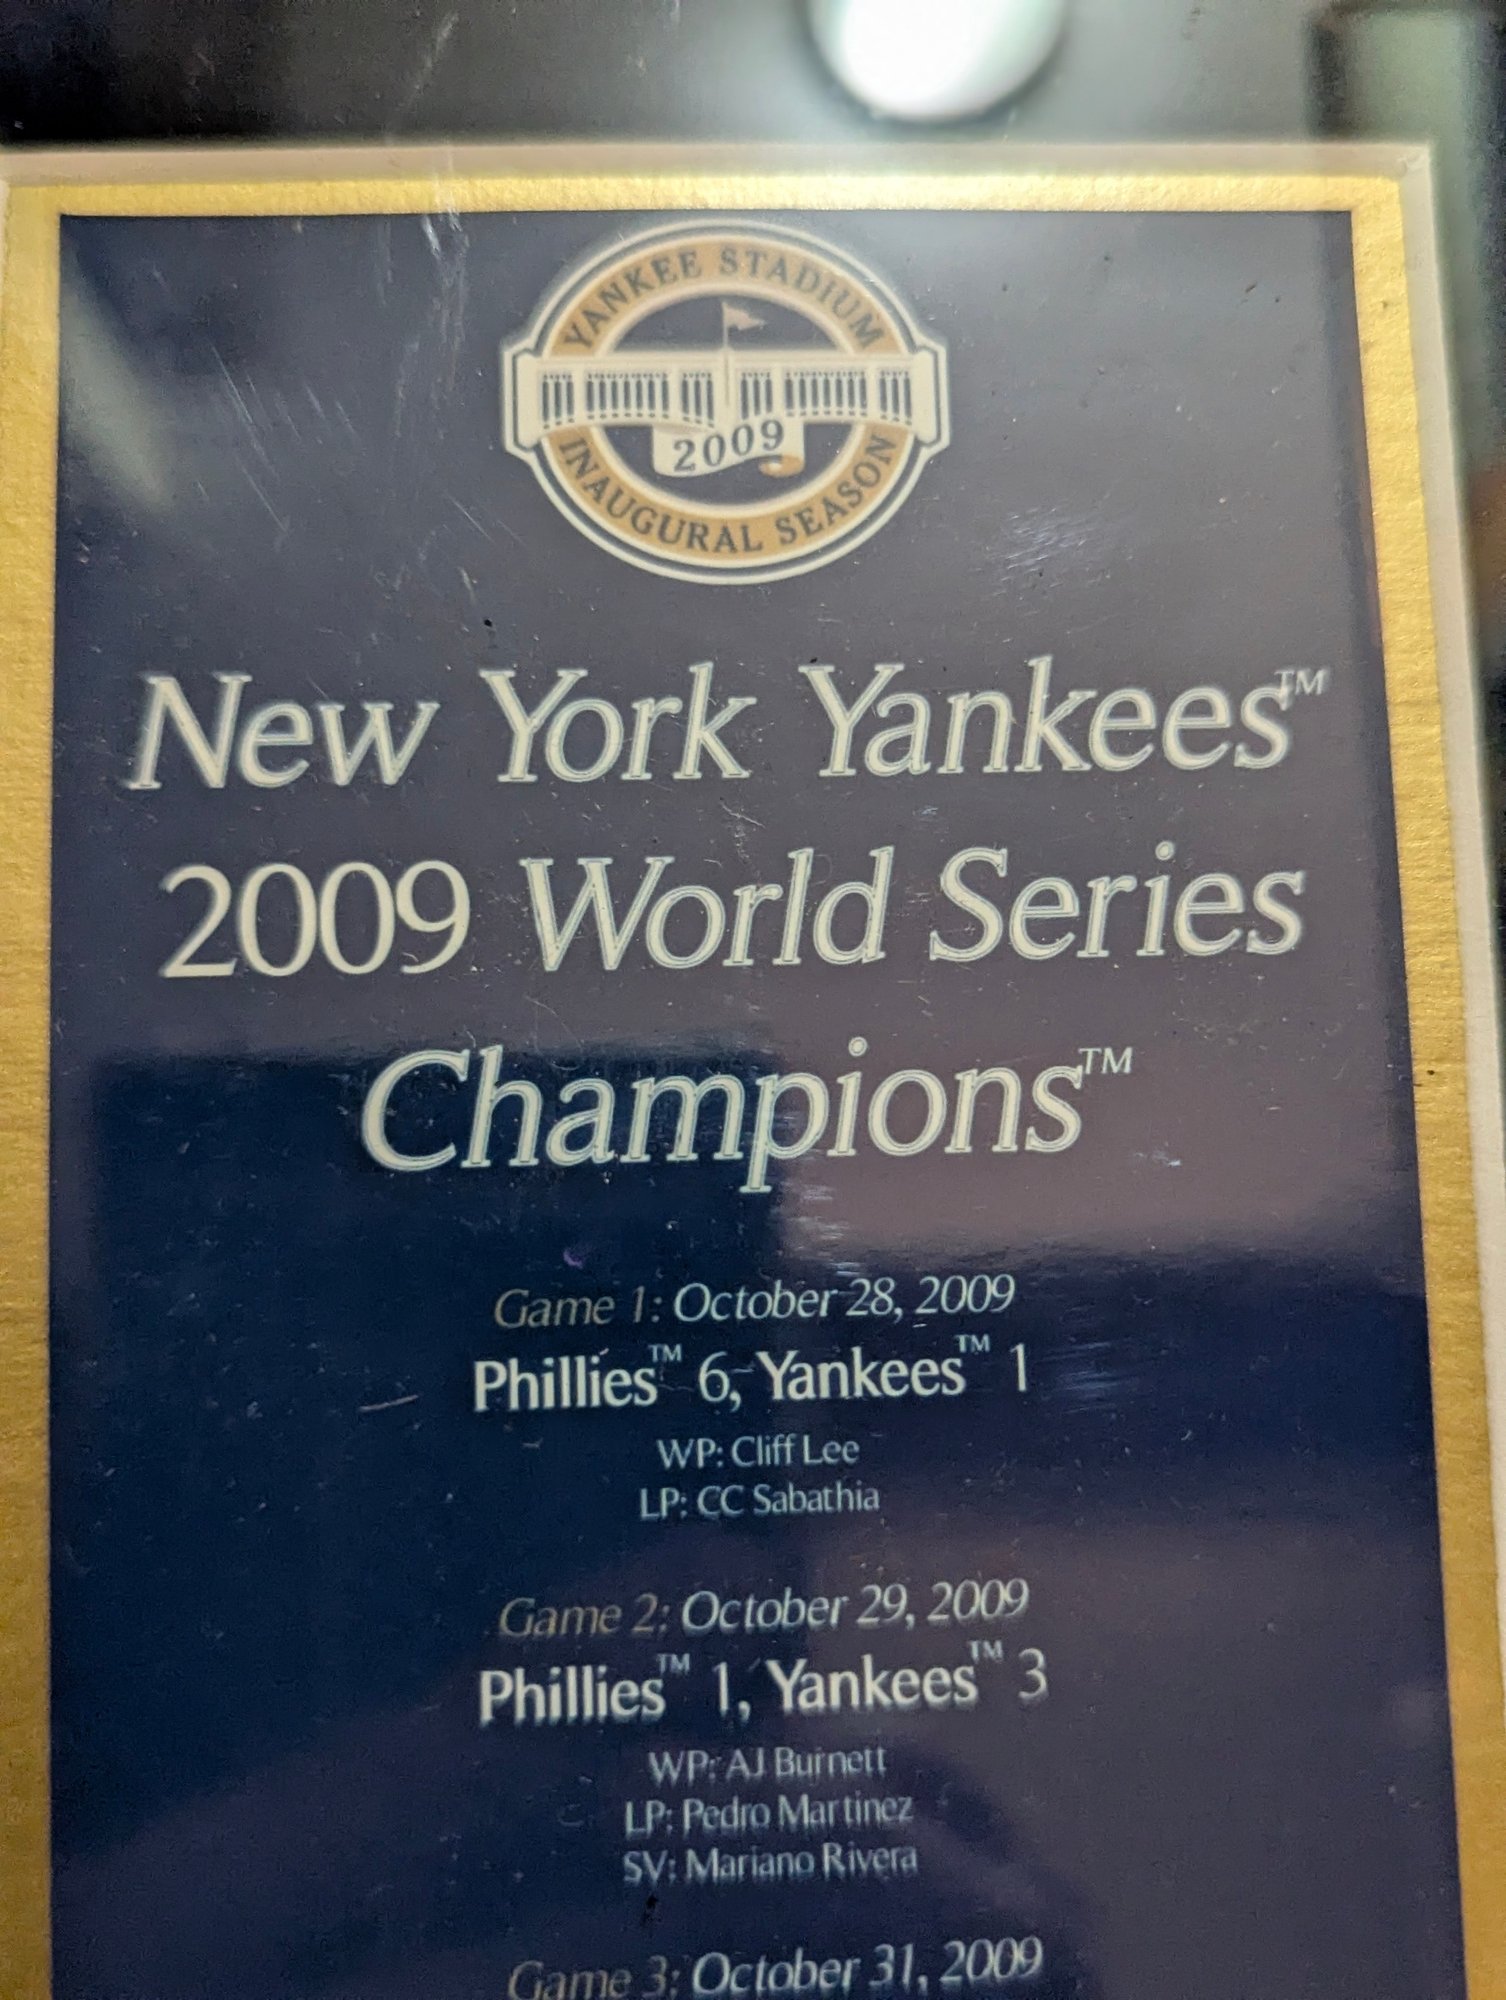 YANKEE STADIUM
2009
INAUGURAL SEASON
New York Yankees™
2009 World Series
Champions™
Game 1: October 28, 2009
Phillies™ 6, Yankees™ 1
WP: Cliff Lee
LP: CC Sabathia
Game 2: October 29, 2009
Phillies™ 1, Yankees™ 3
WP: AJ Burnett
LP: Pedro Martinez
SV: Mariano Rivera
Game 3: October 31, 2009